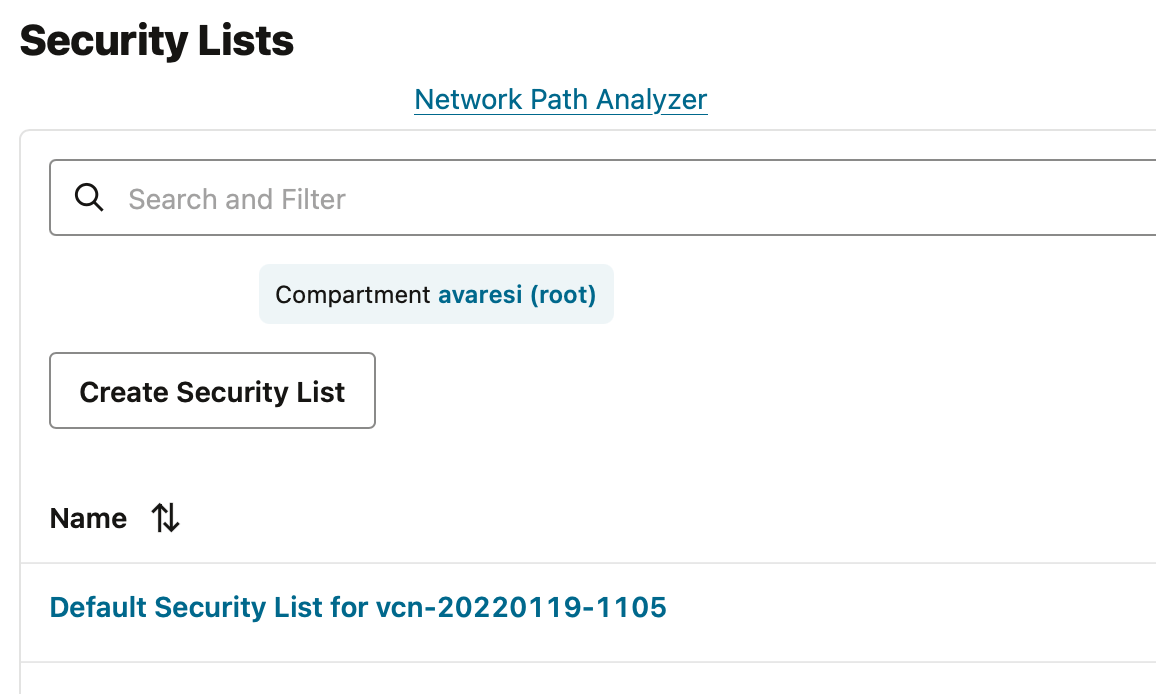 Security Lists
Network Path Analyzer
Search and Filter
Compartment avaresi (root)
Create Security List
Name
Default Security List for vcn-20220119-1105